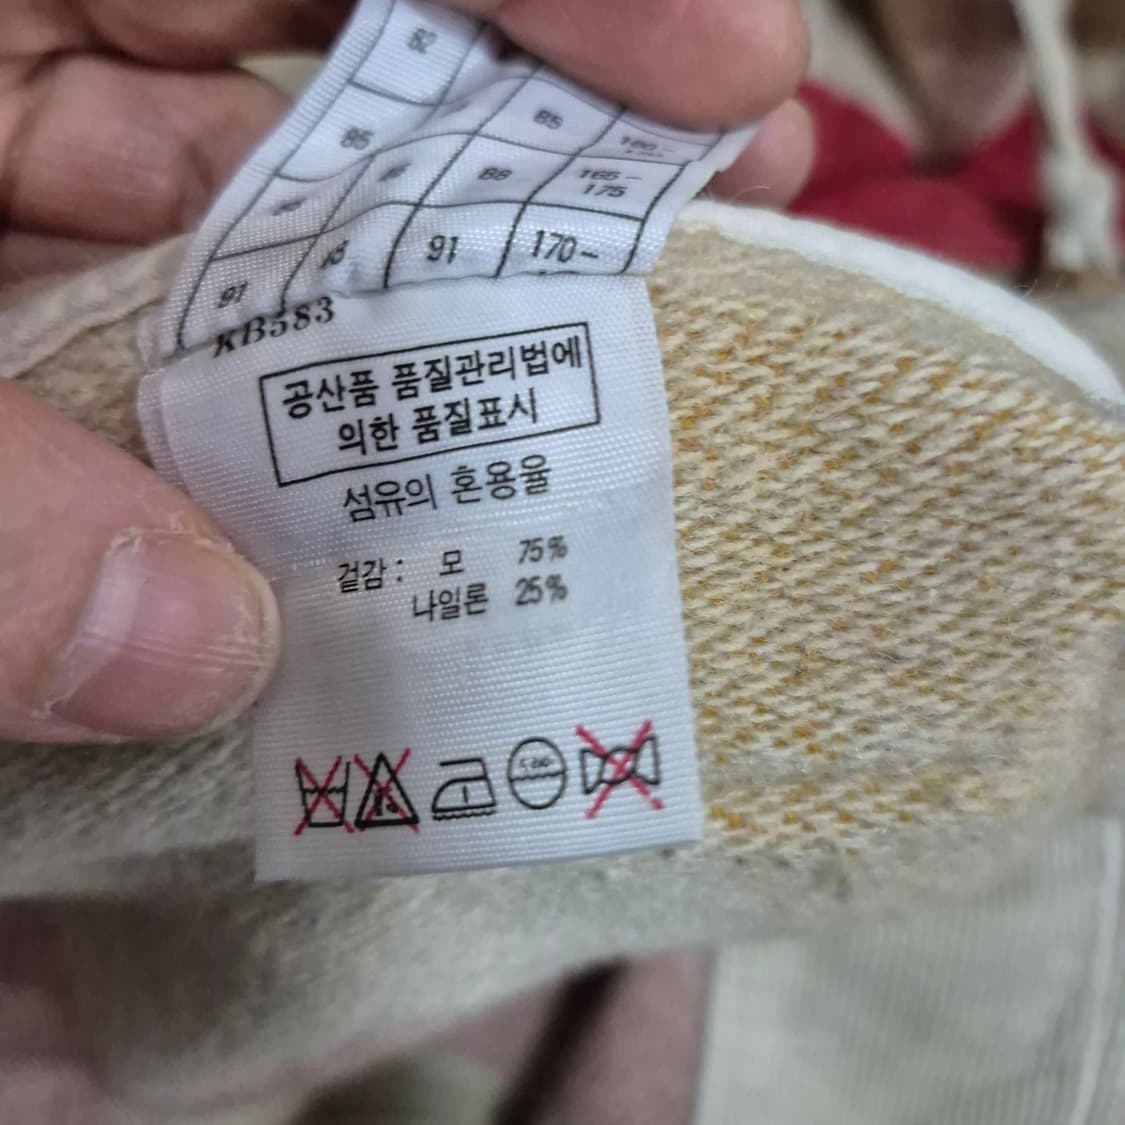 82
85
85 160-
88 165-
175
91 91 170-
KB583
공산품 품질관리법에
의한 품질표시
섬유의 혼용율
겉감 : 모 75%
나일론 25%